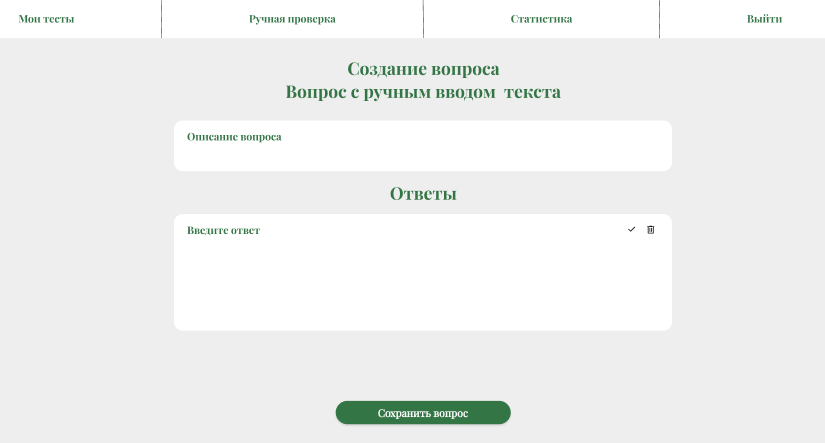 Мои тесты
Ручная проверка
Статистика
Выйти
Создание вопроса
Вопрос с ручным вводом текста
Описание вопроса
Ответы
Введите ответ
Сохранить вопрос